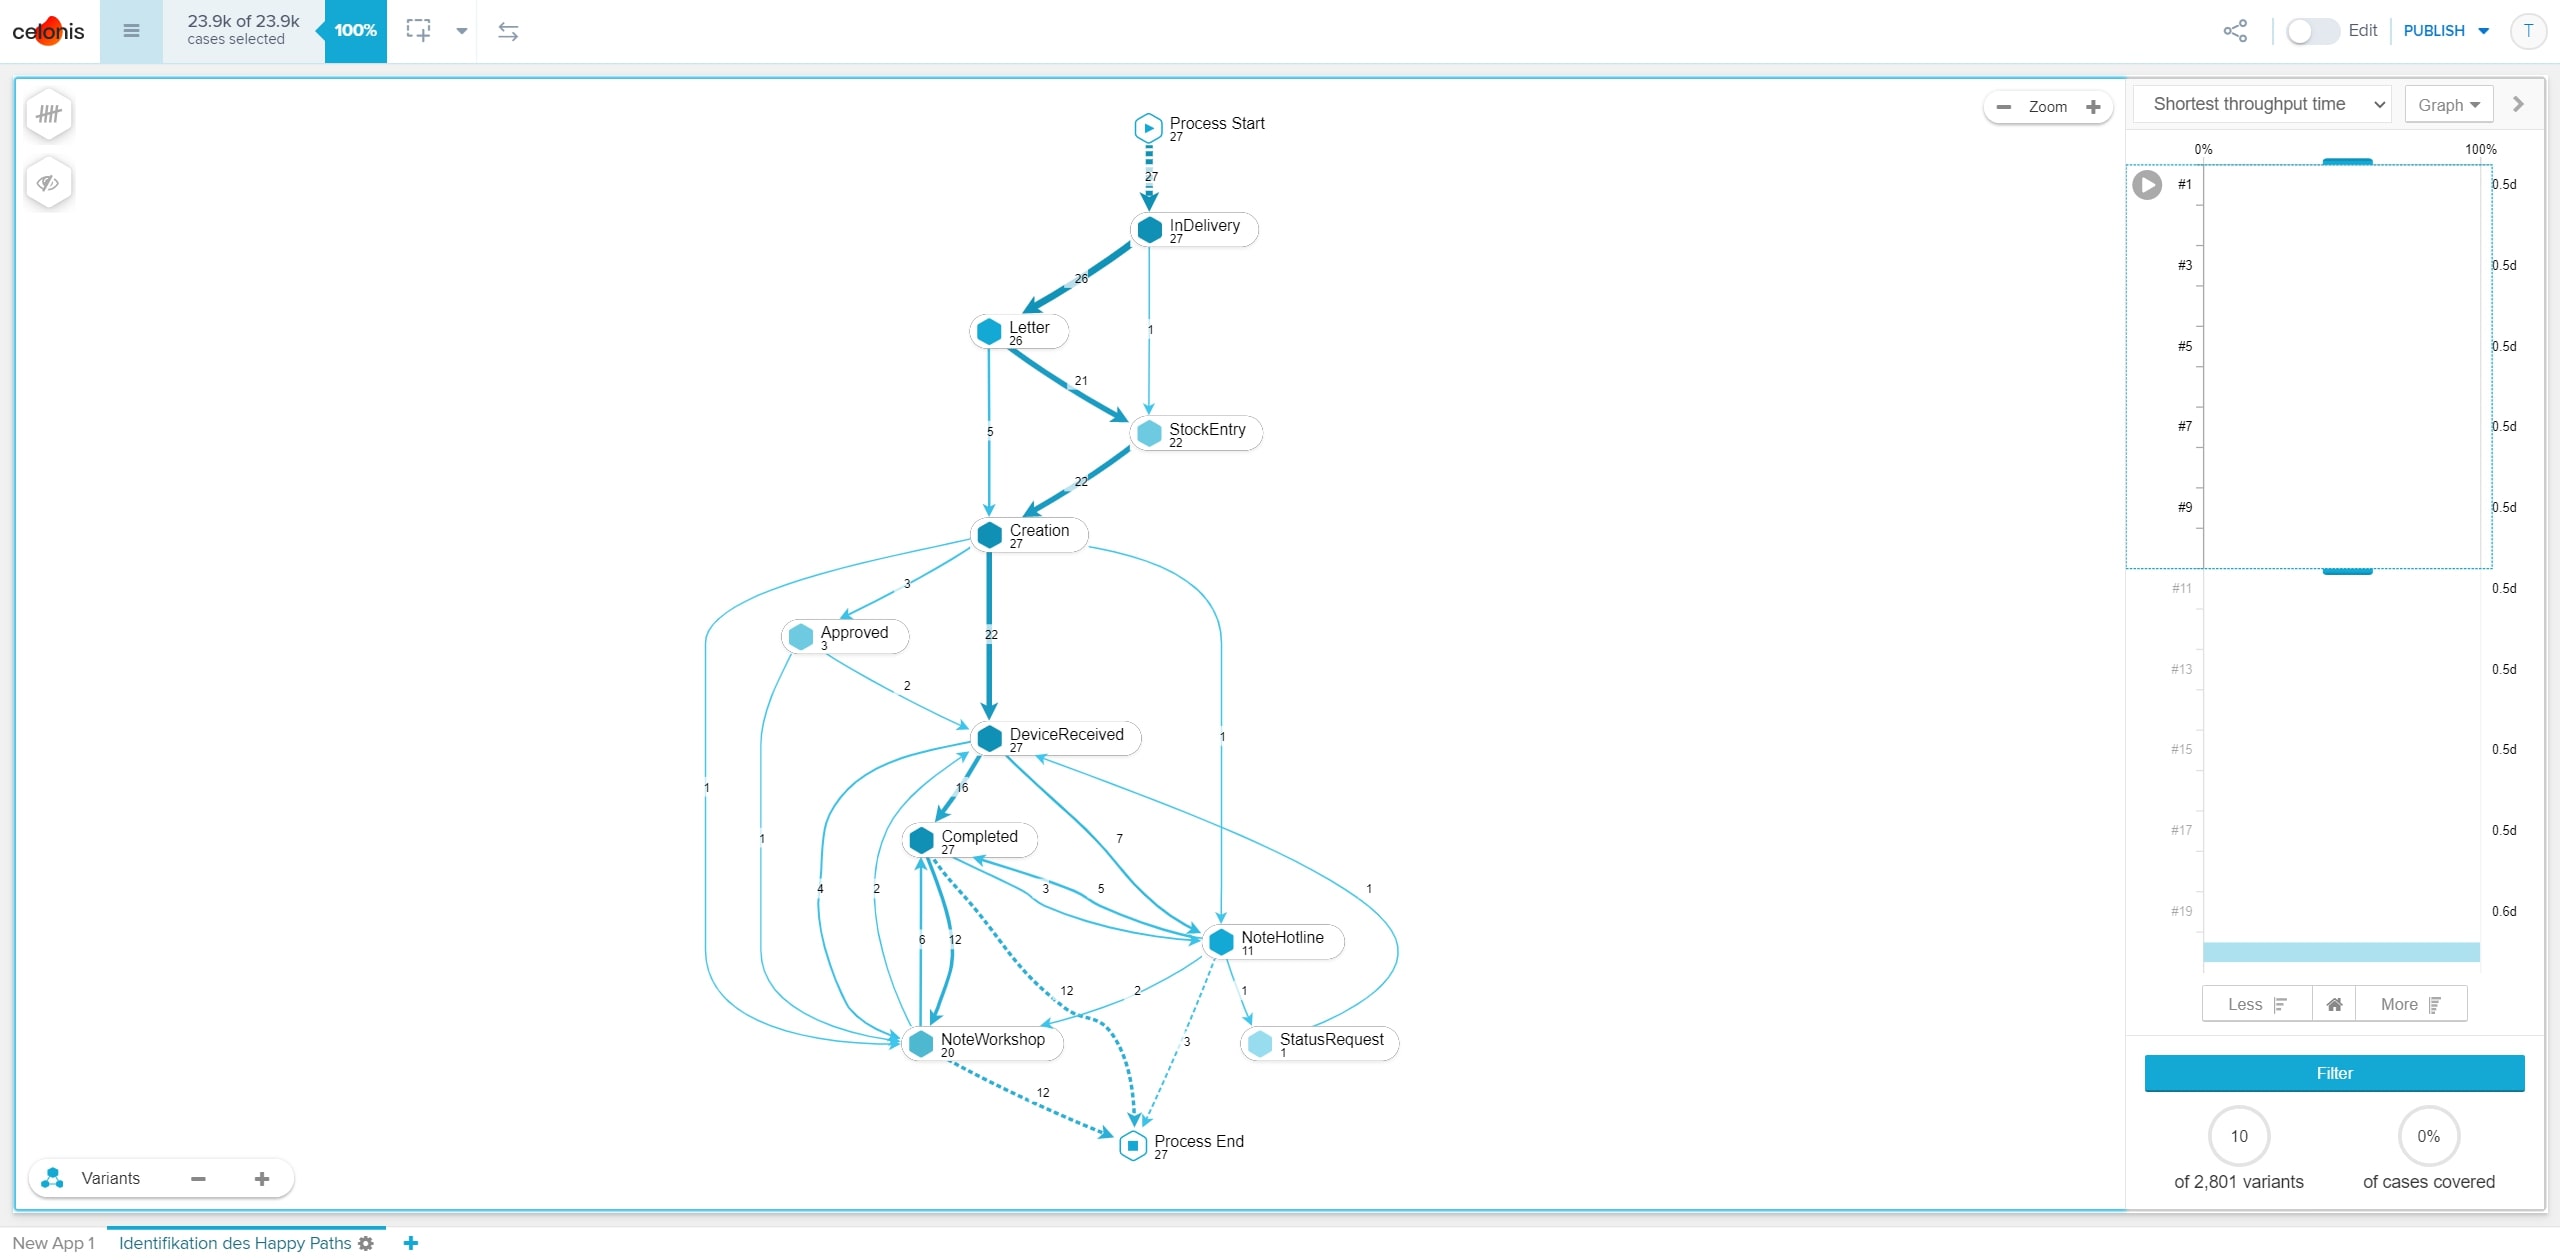 celonis
23.9k of 23.9k
cases selected
100%
Edit
PUBLISH
T
Zoom
Shortest throughput time
Graph
0%
100%
#1
0.5d
#3
0.5d
#5
0.5d
#7
0.5d
#9
0.5d
#11
0.5d
#13
0.5d
#15
0.5d
#17
0.5d
#19
0.6d
Less
More
Filter
10
0%
of 2,801 variants
of cases covered
Process Start
27
27
InDelivery
27
26
1
Letter
26
21
5
StockEntry
22
22
Creation
27
3
22
1
Approved
3
2
DeviceReceived
27
1
16
1
7
Completed
27
4
2
3
5
1
6
12
NoteHotline
11
12
2
1
NoteWorkshop
20
3
StatusRequest
1
12
Process End
27
Variants
New App 1
Identifikation des Happy Paths